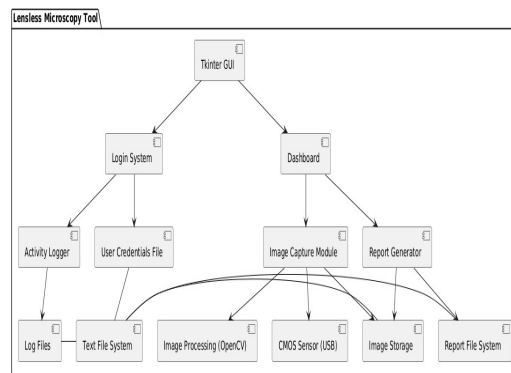 Lensless Microscopy Tool
Tkinter GUI
Login System
Dashboard
Activity Logger
User Credentials File
Image Capture Module
Report Generator
Log Files
Text File System
Image Processing (OpenCV)
CMOS Sensor (USB)
Image Storage
Report File System